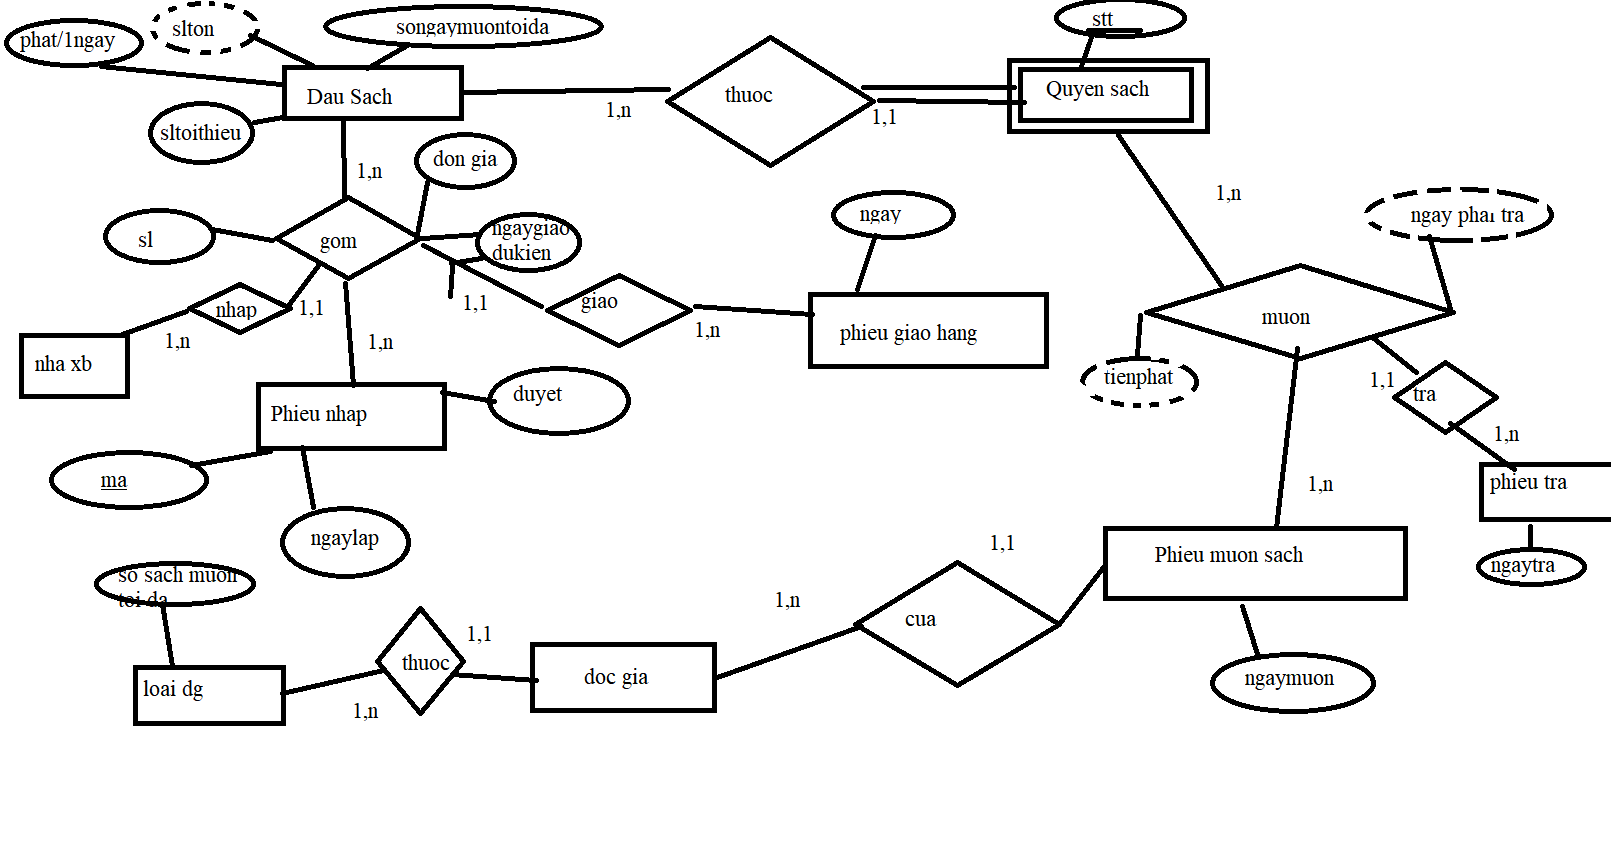 stt
slton
songaymuontoida
phat/1ngay
Dau Sach
thuoc
Quyen sach
1,n
1,1
sltoithieu
don gia
1,n
1,n
ngay
ngay phai tra
sl
gom
ngaygiao
dukien
nhap
1,1
1,1
giao
1,n
muon
1,n
1,n
phieu giao hang
nha xb
tienphat
1,1
tra
Phieu nhap
duyet
1,n
ma
1,n
phieu tra
ngaylap
1,1
Phieu muon sach
ngaytra
so sach muon
toi da
1,n
cua
1,1
thuoc
loai dg
doc gia
ngaymuon
1,n